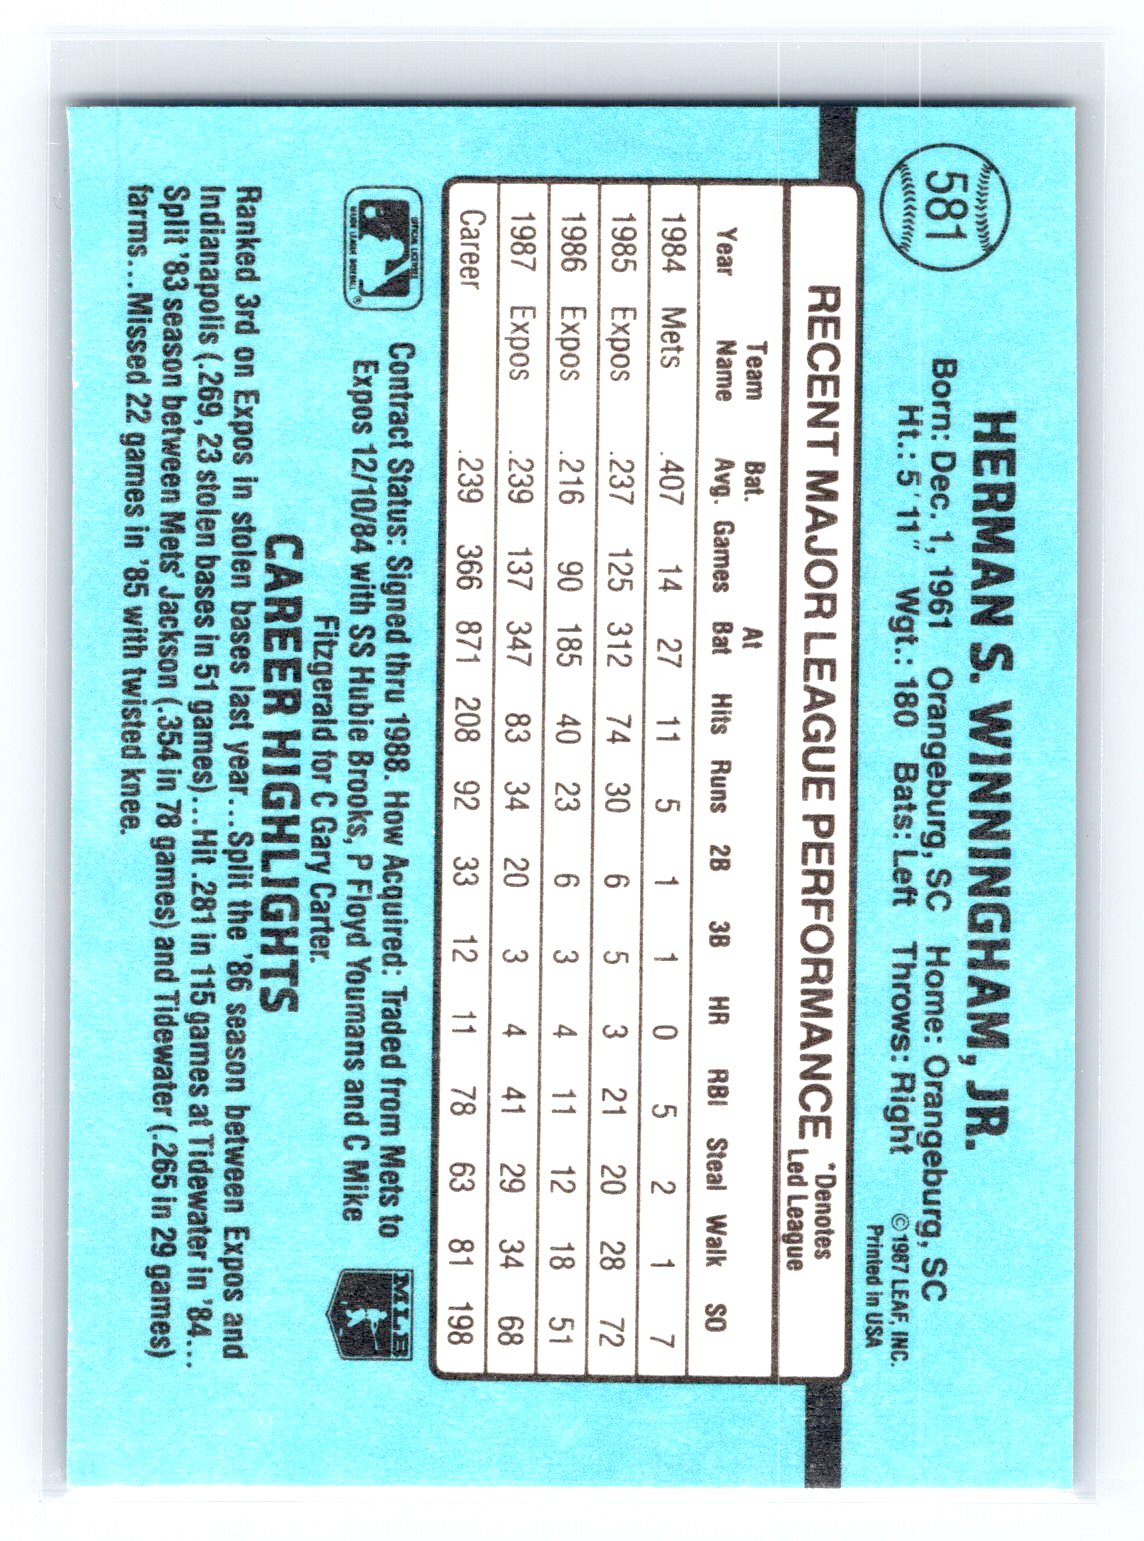 581
HERMAN S. WINNINGHAM, JR.
Born: Dec. 1, 1961 Orangeburg, SC Home: Orangeburg, SC
Ht.: 5'11" Wgt.: 180 Bats: Left Throws: Right
©1987 LEAF, INC.
Printed in USA
RECENT MAJOR LEAGUE PERFORMANCE *Denotes Led League
Year Team Name Bat. Avg. Games At Bat Hits Runs 2B 3B HR RBI Steal Walk SO
1984 Mets .407 14 27 11 5 1 1 0 5 2 1 7
1985 Expos .237 125 312 74 30 6 5 3 21 20 28 72
1986 Expos .216 90 185 40 23 6 3 4 11 12 18 51
1987 Expos .239 137 347 83 34 20 3 4 41 29 34 68
Career .239 366 871 208 92 33 12 11 78 63 81 198
OFFICIAL LICENSEE
MAJOR LEAGUE BASEBALL ®
Contract Status: Signed thru 1988. How Acquired: Traded from Mets to
Expos 12/10/84 with SS Hubie Brooks, P Floyd Youmans and C Mike
Fitzgerald for C Gary Carter.
MLB
CAREER HIGHLIGHTS
Ranked 3rd on Expos in stolen bases last year...Split the '86 season between Expos and
Indianapolis (.269, 23 stolen bases in 51 games)...Hit .281 in 115 games at Tidewater in '84...
Split '83 season between Mets' Jackson (.354 in 78 games) and Tidewater (.265 in 29 games)
farms...Missed 22 games in '85 with twisted knee.